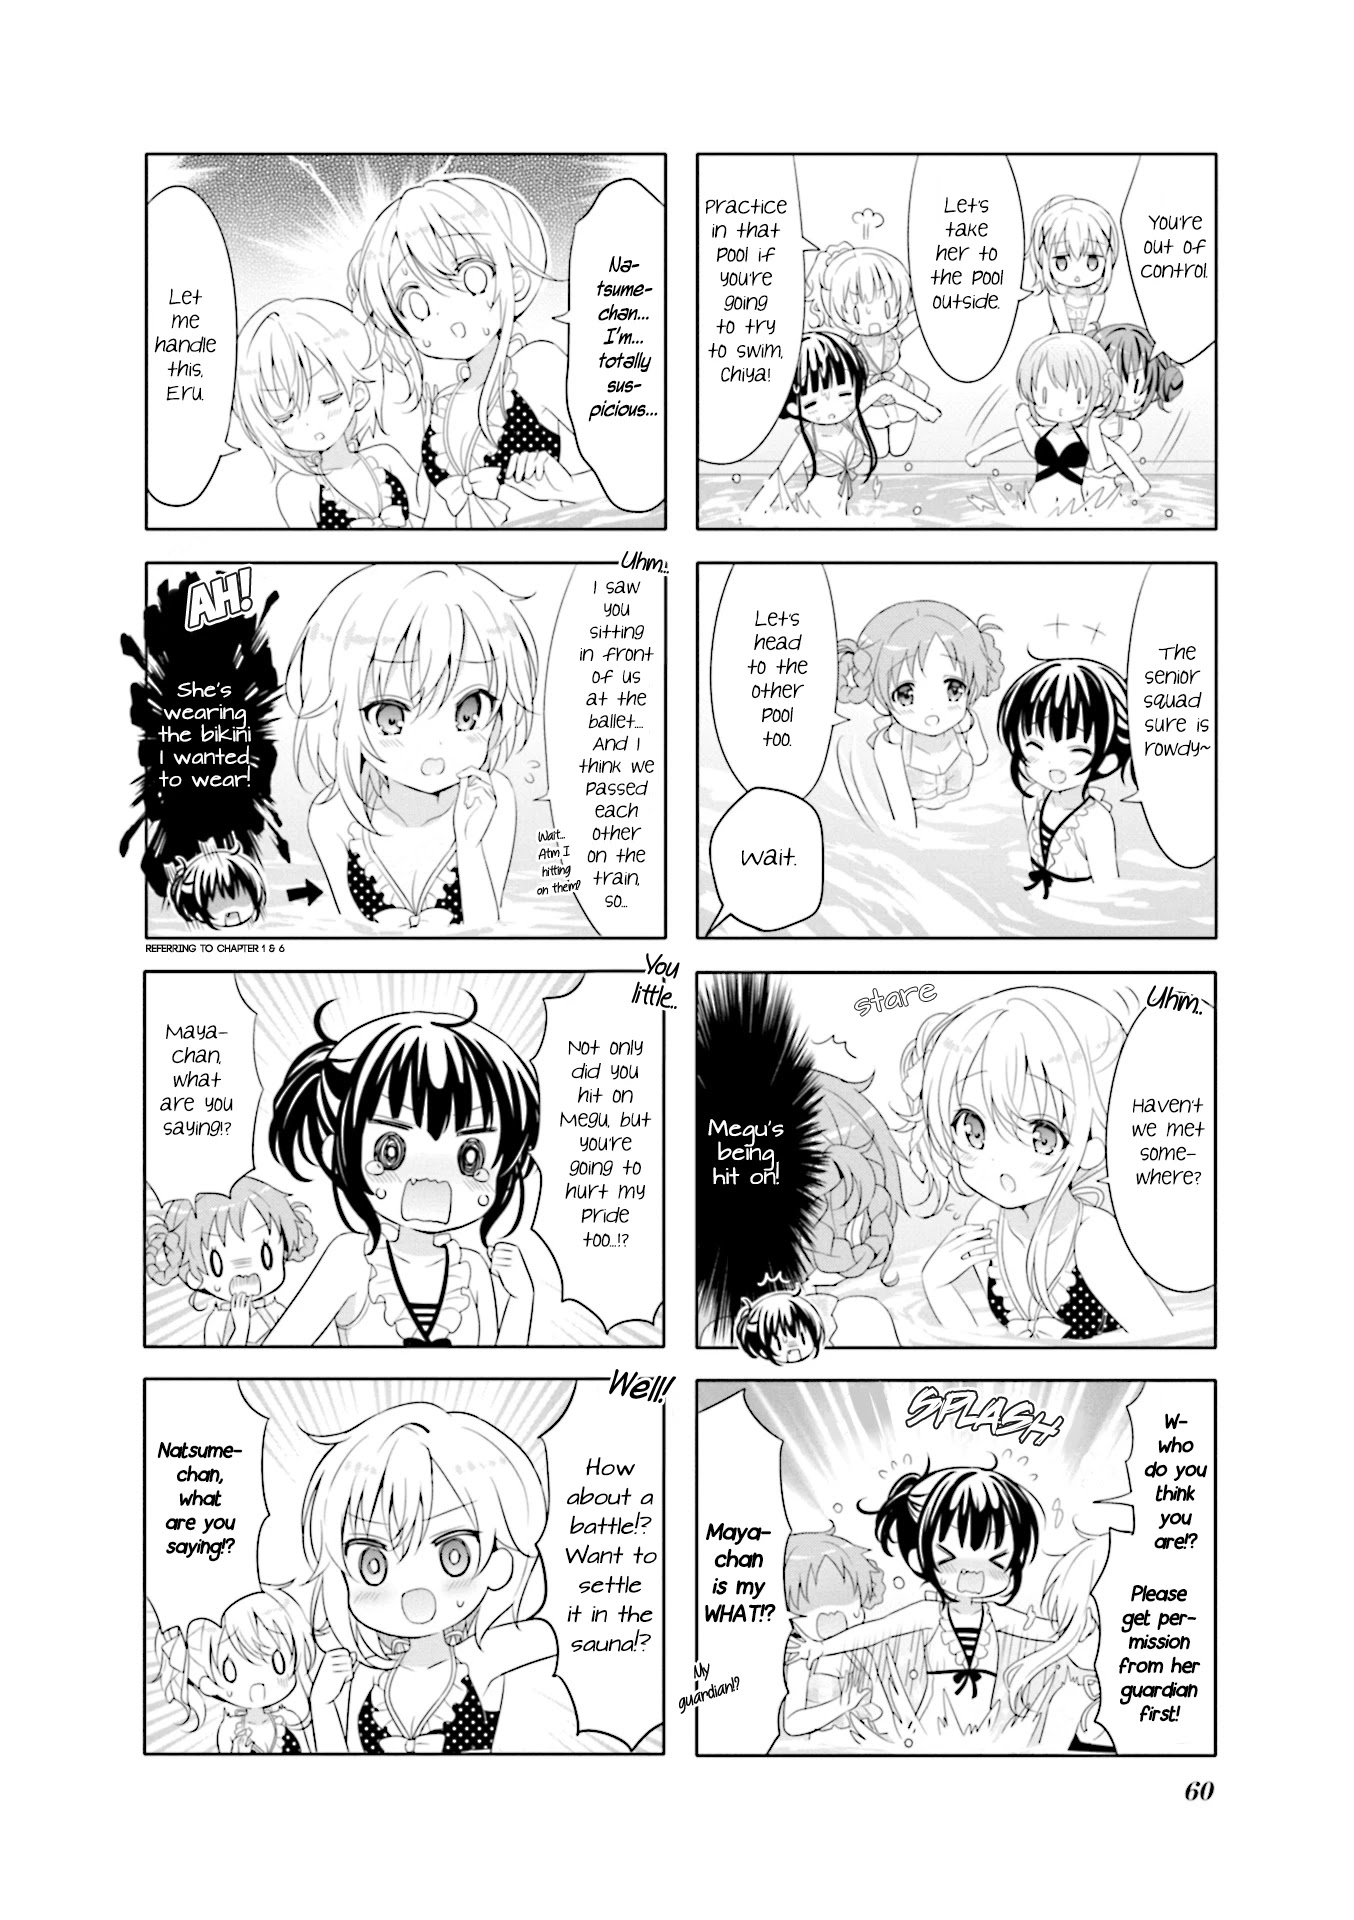 You're
out of
control.
Let's
take
her to
the pool
outside.
Practice
in that
pool if
you're
going
to try
to swim,
Chiya!
The
senior
squad
sure is
rowdy~
Let's
head
to the
other
pool
too.
Wait.
Uhm..
Haven't
we met
some-
where?
stare
Megu's
being
hit on!
W-
who
do you
think
you
are!?
Please
get per-
mission
from her
guardian
first!
SPLASH
Maya-
chan
is my
WHAT!?
My
guardian!?
Na-
tsume-
chan...
I'm...
totally
sus-
picious...
Let
me
handle
this,
Eru.
Uhm...
I saw
you
sitting
in front
of us
at the
ballet....
And I
think we
passed
each
other
on the
train,
so...
Wait...
Atm I
hitting
on them?
AH!
She's
wearing
the bikini
I wanted
to wear!
REFERRING TO CHAPTER 1 & 6
You
little..
Not only
did you
hit on
Megu, but
you're
going to
hurt my
pride
too...!?
Maya-
chan,
what
are you
saying!?
Well!
How
about a
battle!?
Want to
settle
it in the
sauna!?
Natsume-
chan,
what
are you
saying!?
60